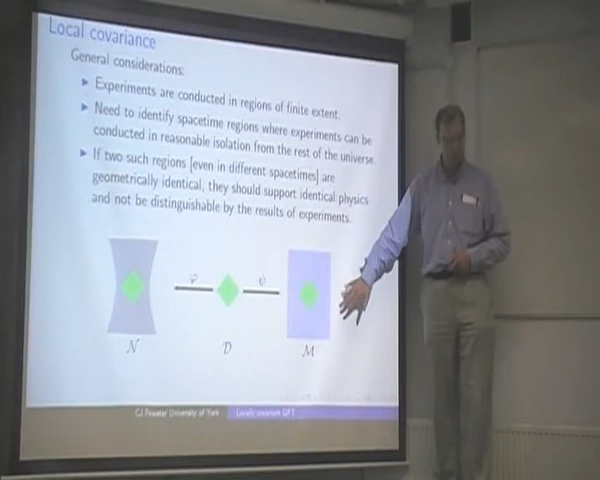 Local covariance
General considerations:
Experiments are conducted in regions of finite extent.
Need to identify spacetime regions where experiments can be
conducted in reasonable isolation from the rest of the universe.
If two such regions [even in different spacetimes] are
geometrically identical, they should support identical physics
and not be distinguishable by the results of experiments.
φ ψ
N D M
CJ Fewster University of York Locally covariant QFT